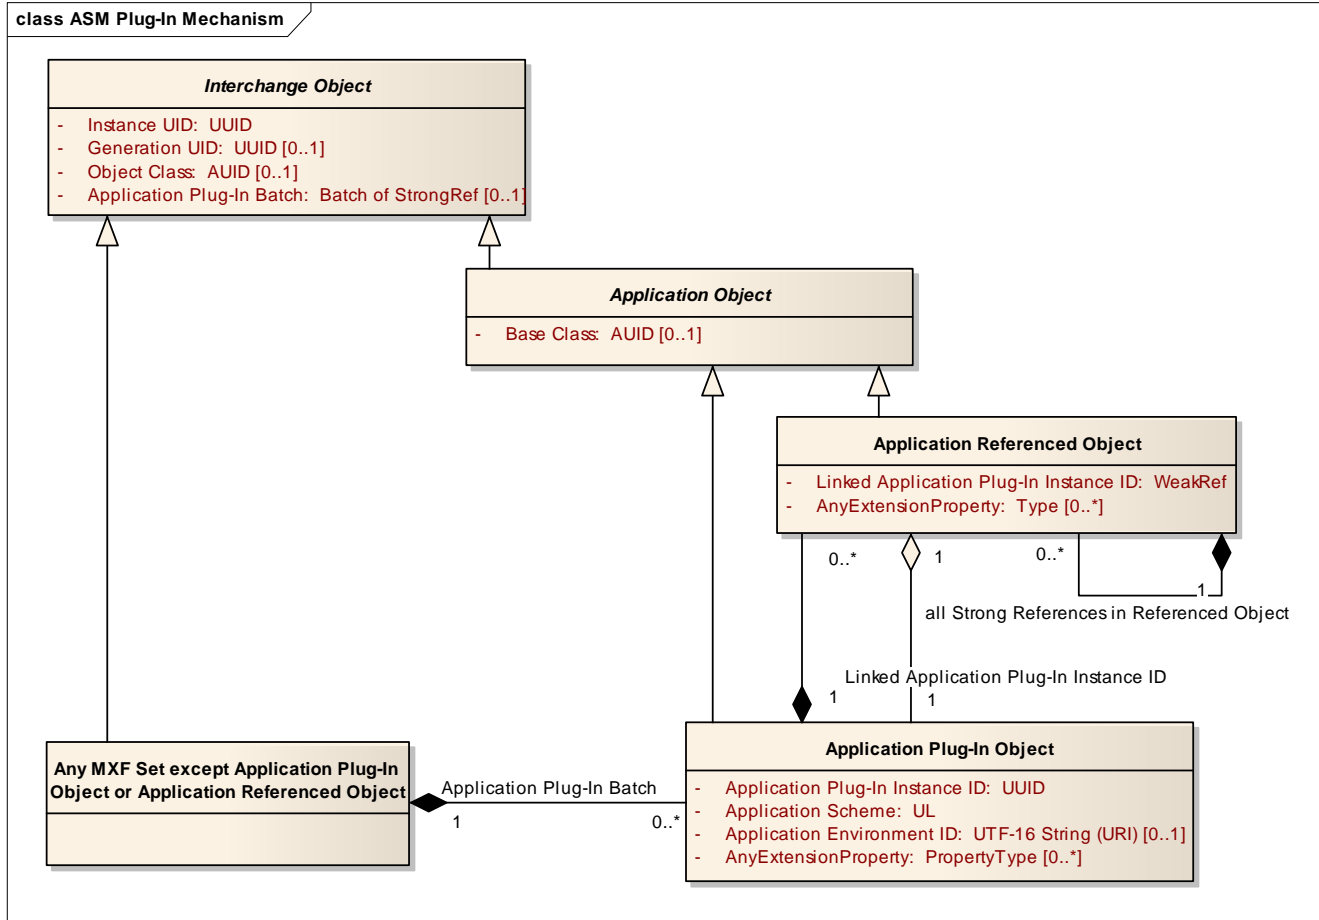 class ASM Plug-In Mechanism
Interchange Object
- Instance UID: UUID
- Generation UID: UUID [0..1]
- Object Class: AUID [0..1]
- Application Plug-In Batch: Batch of StrongRef [0..1]
Application Object
- Base Class: AUID [0..1]
Application Referenced Object
- Linked Application Plug-In Instance ID: WeakRef
- AnyExtensionProperty: Type [0..*]
0..*
1
0..*
1
all Strong References in Referenced Object
Linked Application Plug-In Instance ID
1
1
Any MXF Set except Application Plug-In
Object or Application Referenced Object
Application Plug-In Batch
1
0..*
Application Plug-In Object
- Application Plug-In Instance ID: UUID
- Application Scheme: UL
- Application Environment ID: UTF-16 String (URI) [0..1]
- AnyExtensionProperty: PropertyType [0..*]